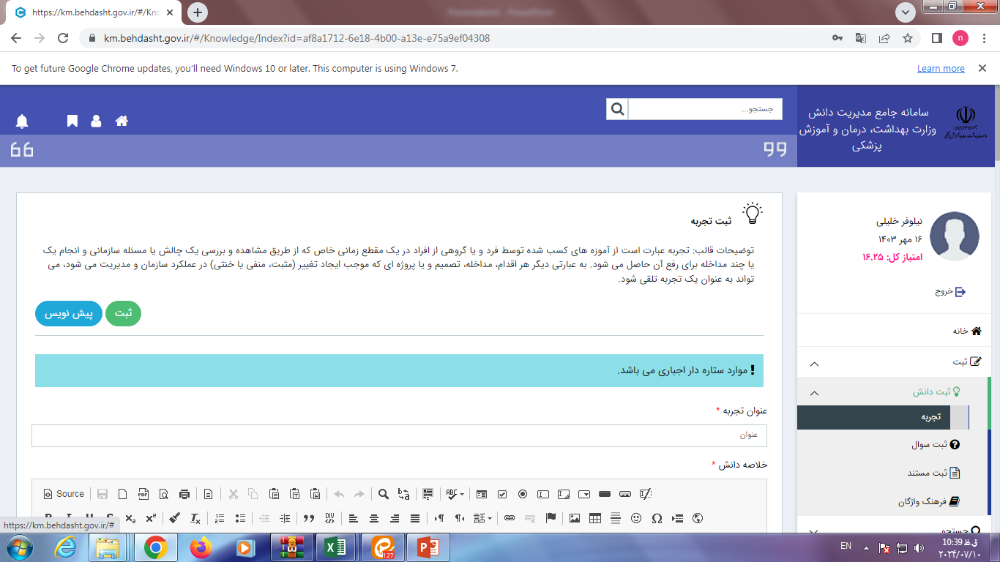 https://km.behdasht.gov.ir/#/Kno
km.behdasht.gov.ir/#/Knowledge/Index?id=af8a1712-6e18-4b00-a13e-e75a9ef04308
n
To get future Google Chrome updates, you'll need Windows 10 or later. This computer is using Windows 7.
Learn more
سامانه جامع مدیریت دانش
وزارت بهداشت، درمان و آموزش
پزشکی
جستجو...
نیلوفر خلیلی
۱۶ مهر ۱۴۰۳
امتیاز کل: ۱۶.۲۵
خروج
خانه
ثبت
ثبت دانش
تجربه
ثبت سوال
ثبت مستند
فرهنگ واژگان
جستجو
ثبت تجربه
توضیحات قالب: تجربه عبارت است از آموزه های کسب شده توسط فرد و یا گروهی از افراد در یک مقطع زمانی خاص که از طریق مشاهده و بررسی یک چالش یا مسئله سازمانی و انجام یک
یا چند مداخله برای رفع آن حاصل می شود. به عبارتی دیگر هر اقدام، مداخله، تصمیم و یا پروژه ای که موجب ایجاد تغییر (مثبت، منفی یا خنثی) در عملکرد سازمان و مدیریت می شود، می
تواند به عنوان یک تجربه تلقی شود.
ثبت
پیش نویس
! موارد ستاره دار اجباری می باشد.
عنوان تجربه *
عنوان
خلاصه دانش *
Source
https://km.behdasht.gov.ir/#
127
EN
10:39 ق.ظ
۲۰۲۴/۰۷/۱۰